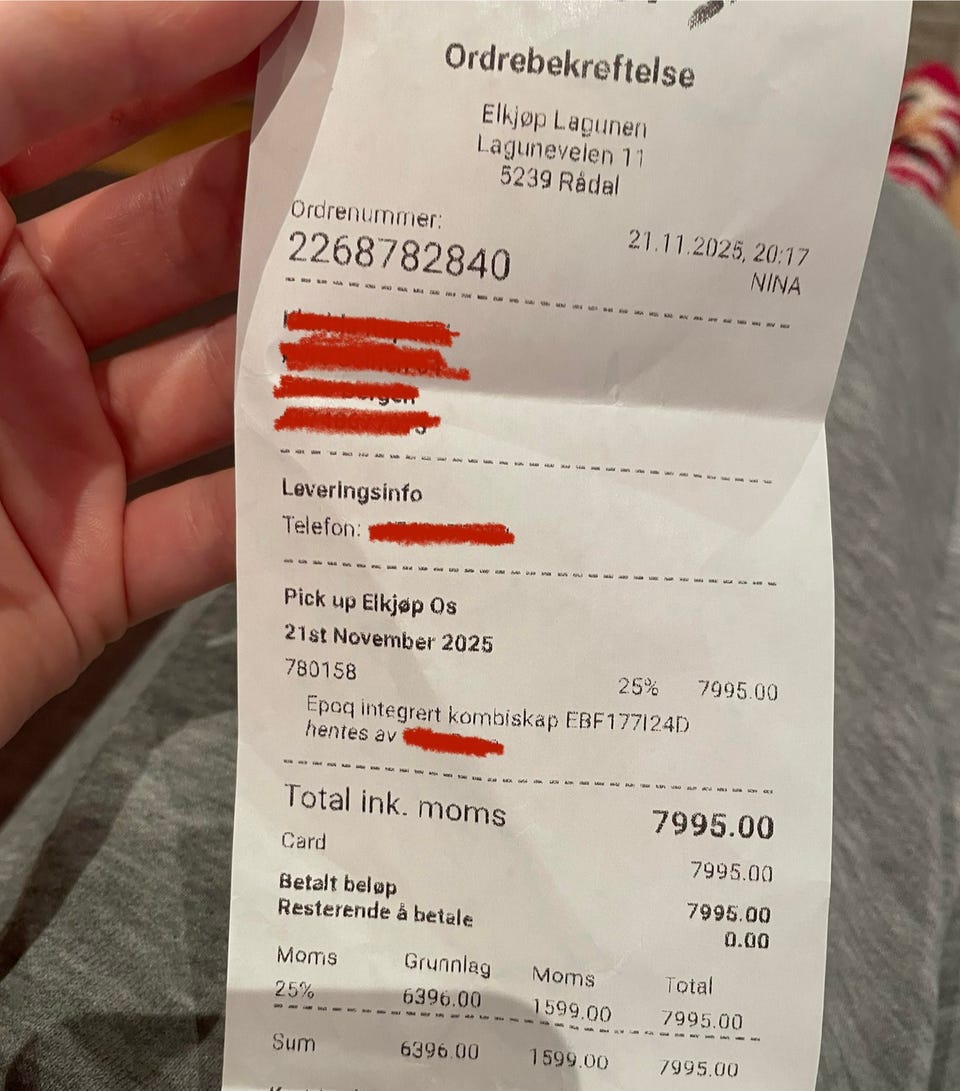 Ordrebekreftelse
Elkjøp Lagunen
Laguneveien 11
5239 Rådal
Ordrenummer:
2268782840
21.11.2025, 20:17
NINA
Leveringsinfo
Telefon:
Pick up Elkjøp Os
21st November 2025
780158 25% 7995.00
Epoq integrert kombiskap EBF177I24D
hentes av
Total ink. moms 7995.00
Card 7995.00
Betalt beløp 7995.00
Resterende å betale 0.00
Moms Grunnlag Moms Total
25% 6396.00 1599.00 7995.00
Sum 6396.00 1599.00 7995.00